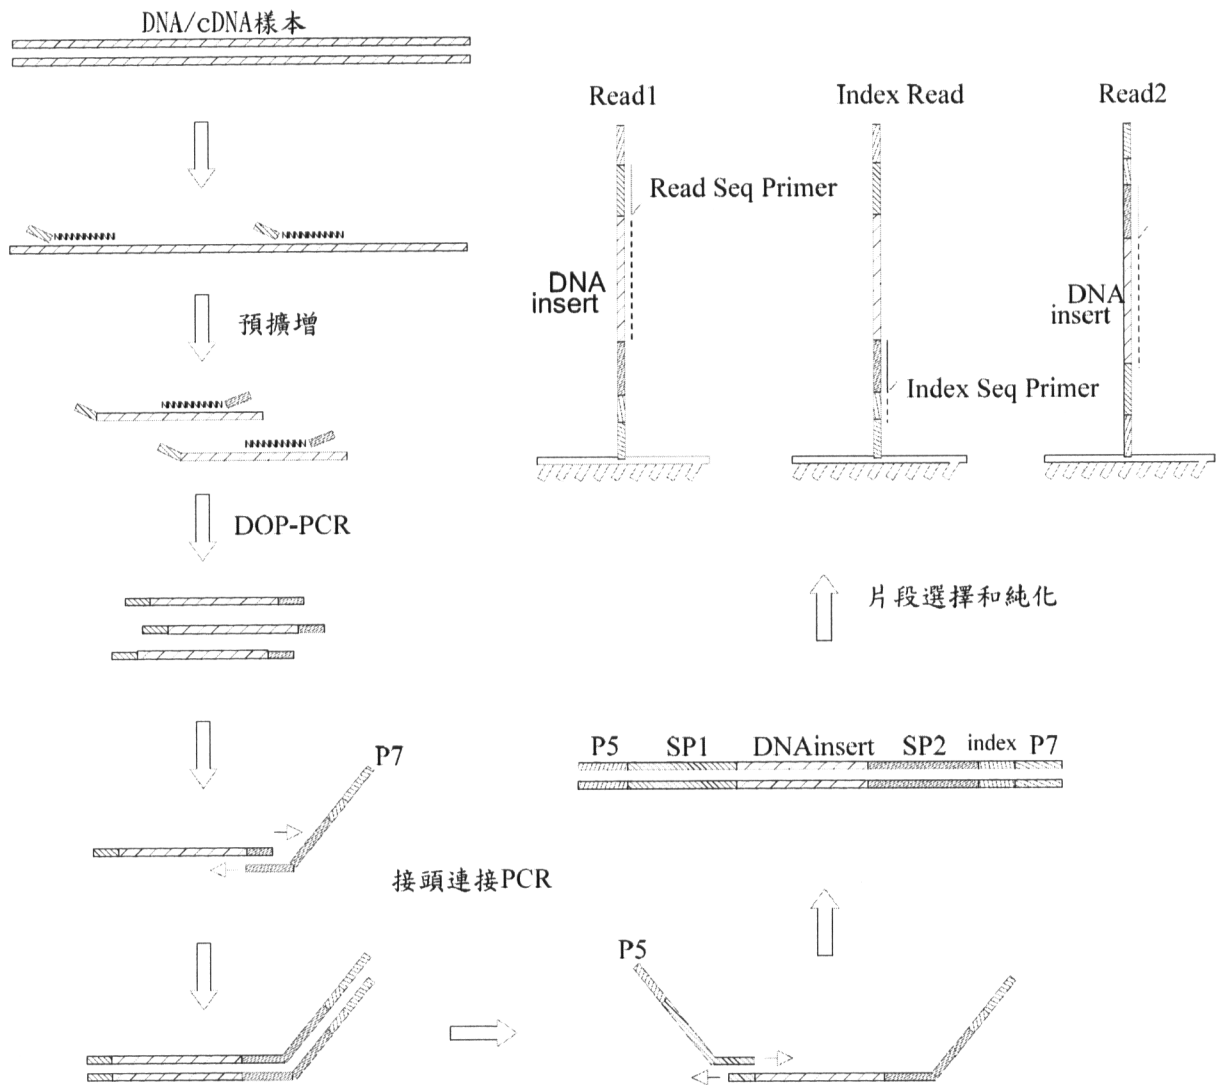 DNA/cDNA樣本
預擴增
DOP-PCR
P7
接頭連接PCR
P5
P5 SP1 DNAinsert SP2 index P7
片段選擇和純化
Read1
Read Seq Primer
DNA
insert
Index Read
Index Seq Primer
Read2
DNA
insert